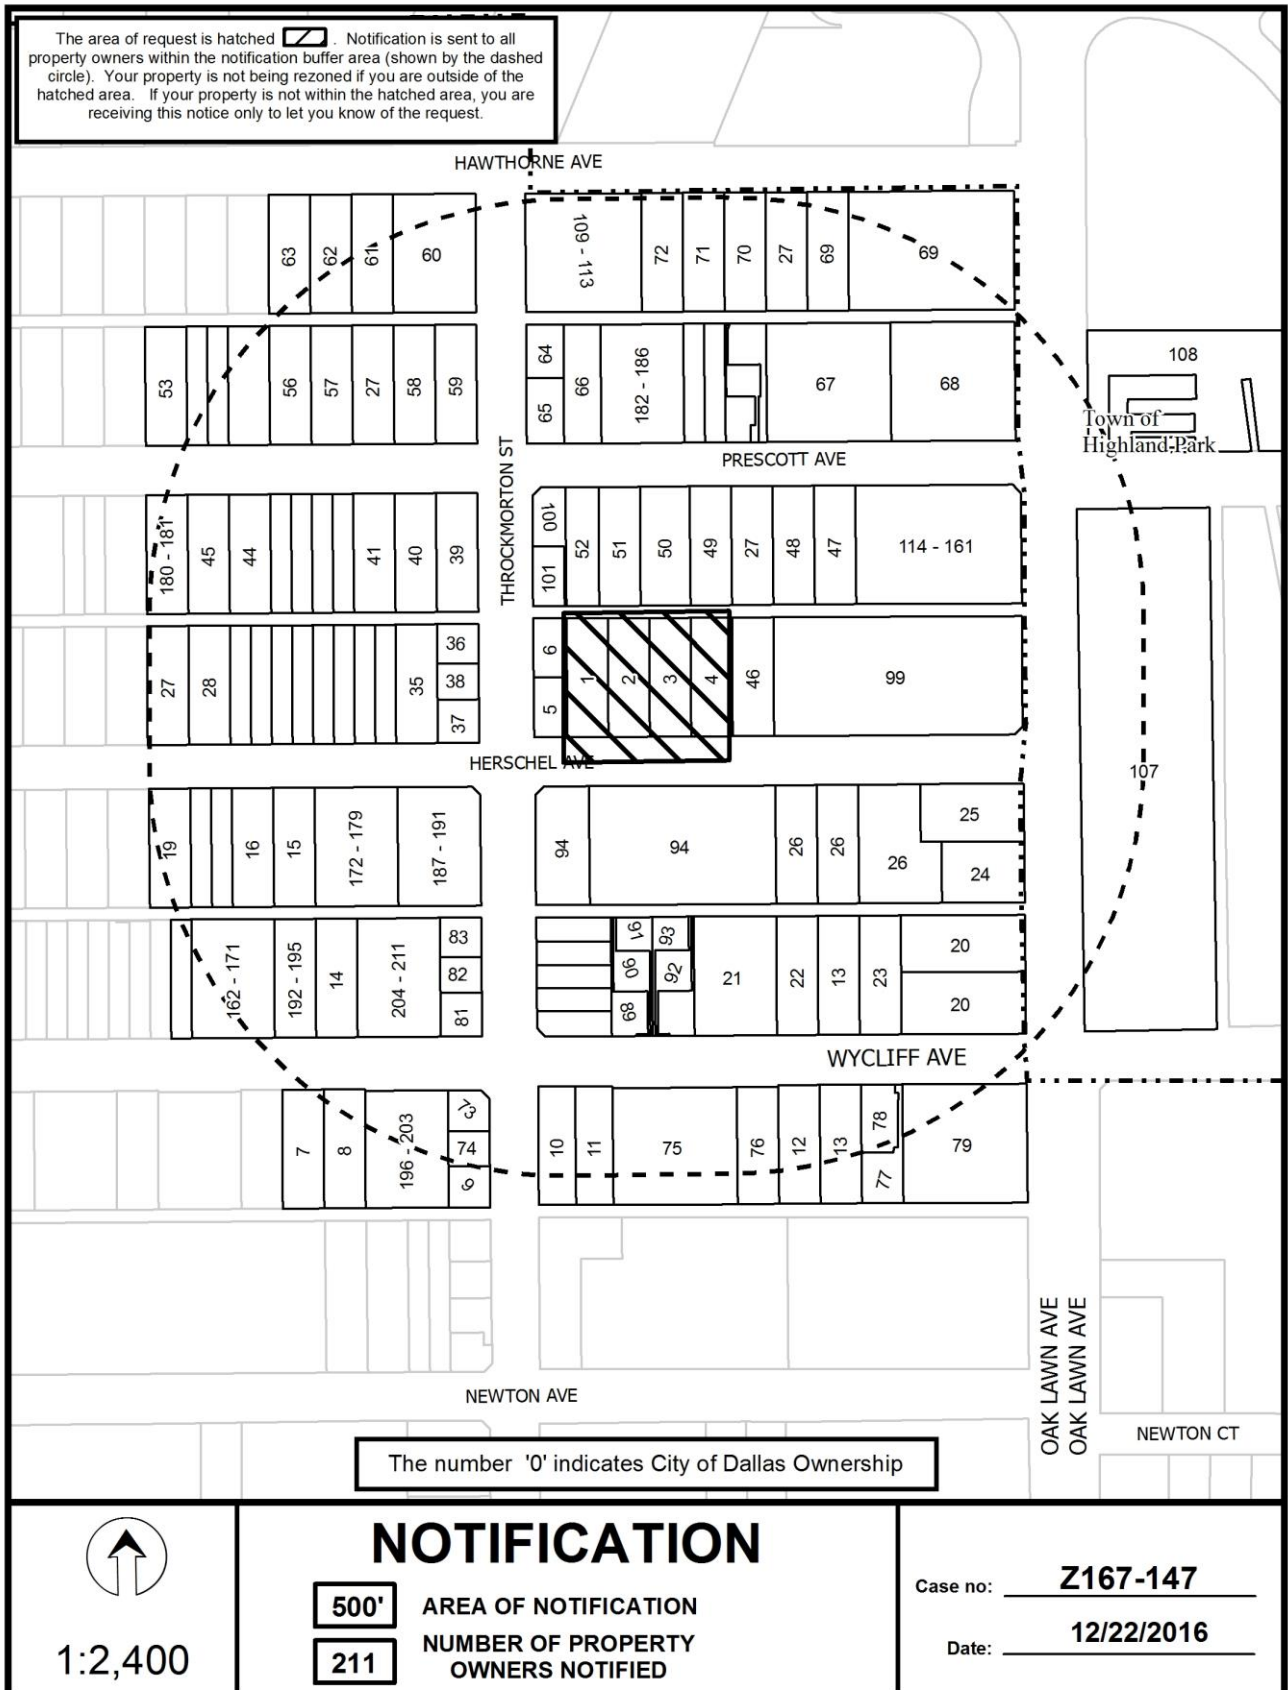 The area of request is hatched . Notification is sent to all
property owners within the notification buffer area (shown by the dashed
circle). Your property is not being rezoned if you are outside of the
hatched area. If your property is not within the hatched area, you are
receiving this notice only to let you know of the request.
HAWTHORNE AVE
63 62 61 60 109 - 113 72 71 70 27 69 69
53 56 57 27 58 59 64 65 66 182 - 186 67 68
108
Town of
Highland Park
THROCKMORTON ST
PRESCOTT AVE
180 - 181 45 44 41 40 39 100 101 52 51 50 49 27 48 47 114 - 161
27 28 35 36 38 37 6 5 1 2 3 4 46 99
HERSCHEL AVE
107
19 16 15 172 - 179 187 - 191 94 94 26 26 26 25 24
162 - 171 192 - 195 14 204 - 211 83 82 81 91 90 89 93 92 21 22 13 23 20 20
WYCLIFF AVE
7 8 196 - 203 73 74 9 10 11 75 76 12 13 78 77 79
OAK LAWN AVE
OAK LAWN AVE
NEWTON AVE
NEWTON CT
The number '0' indicates City of Dallas Ownership
1:2,400
NOTIFICATION
500' AREA OF NOTIFICATION
211 NUMBER OF PROPERTY
OWNERS NOTIFIED
Case no: Z167-147
Date: 12/22/2016